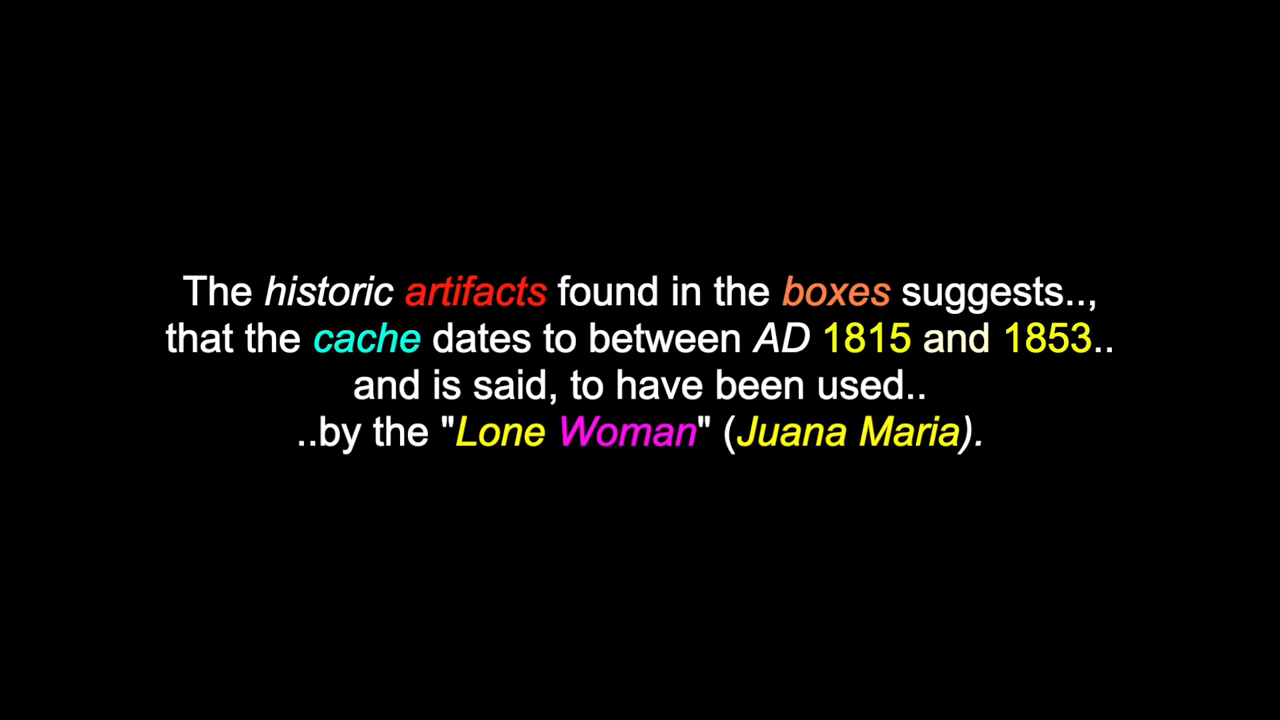 The historic artifacts found in the boxes suggests..,
that the cache dates to between AD 1815 and 1853..
and is said, to have been used..
..by the "Lone Woman" (Juana Maria).